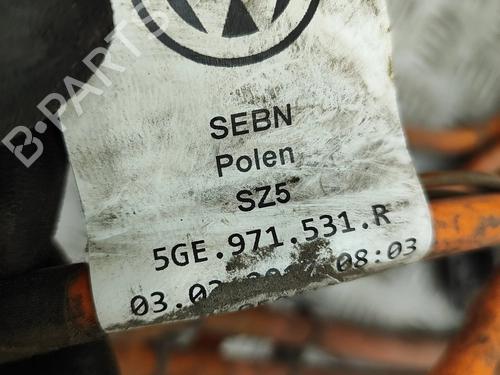 B-PARTS
SEBN
Polen
SZ5
5GE.971.531.R
08:03